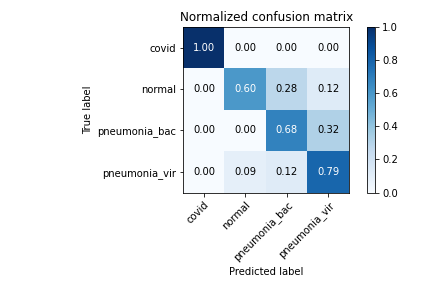 Normalized confusion matrix
covid 1.00 0.00 0.00 0.00
normal 0.00 0.60 0.28 0.12
pneumonia_bac 0.00 0.00 0.68 0.32
pneumonia_vir 0.00 0.09 0.12 0.79
True label
covid
normal
pneumonia_bac
pneumonia_vir
Predicted label
1.0
0.8
0.6
0.4
0.2
0.0